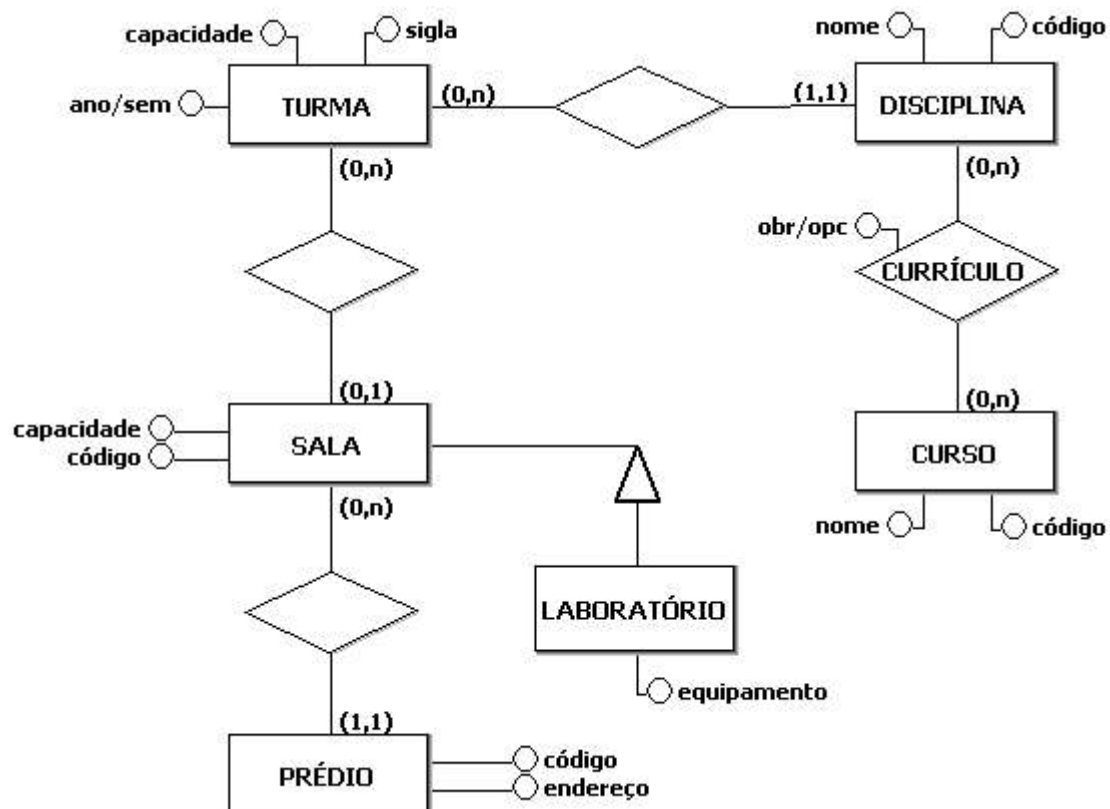 capacidade
sigla
nome
código
ano/sem
TURMA
(0,n)
(1,1)
DISCIPLINA
(0,n)
(0,n)
obr/opc
CURRÍCULO
(0,1)
(0,n)
capacidade
código
SALA
CURSO
(0,n)
nome
código
LABORATÓRIO
equipamento
(1,1)
PRÉDIO
código
endereço